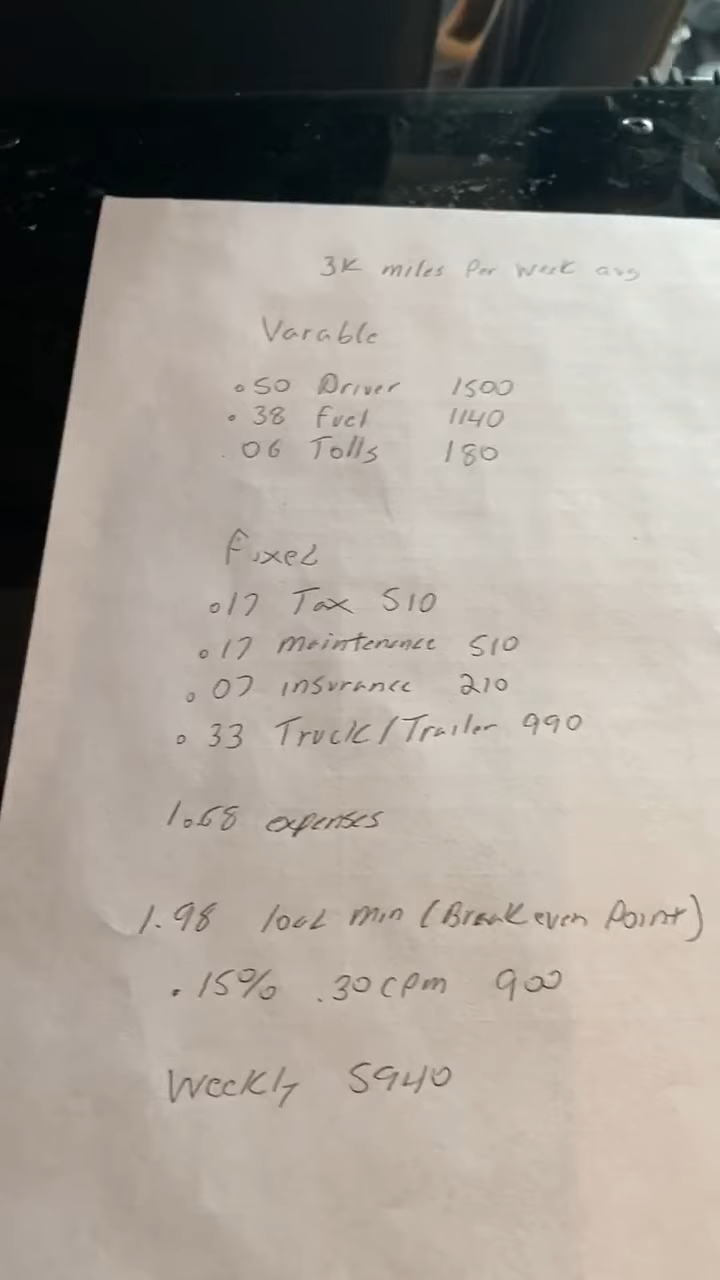 3K miles Per week avg
Varable
.50 Driver 1500
.38 Fuel 1140
.06 Tolls 180
Fixed
.17 Tax 510
.17 maintenence 510
.07 insurance 210
.33 Truck/Trailer 990
1.68 expenses
1.98 load min (Break even Point)
.15% .30 cpm 900
Weekly 5940